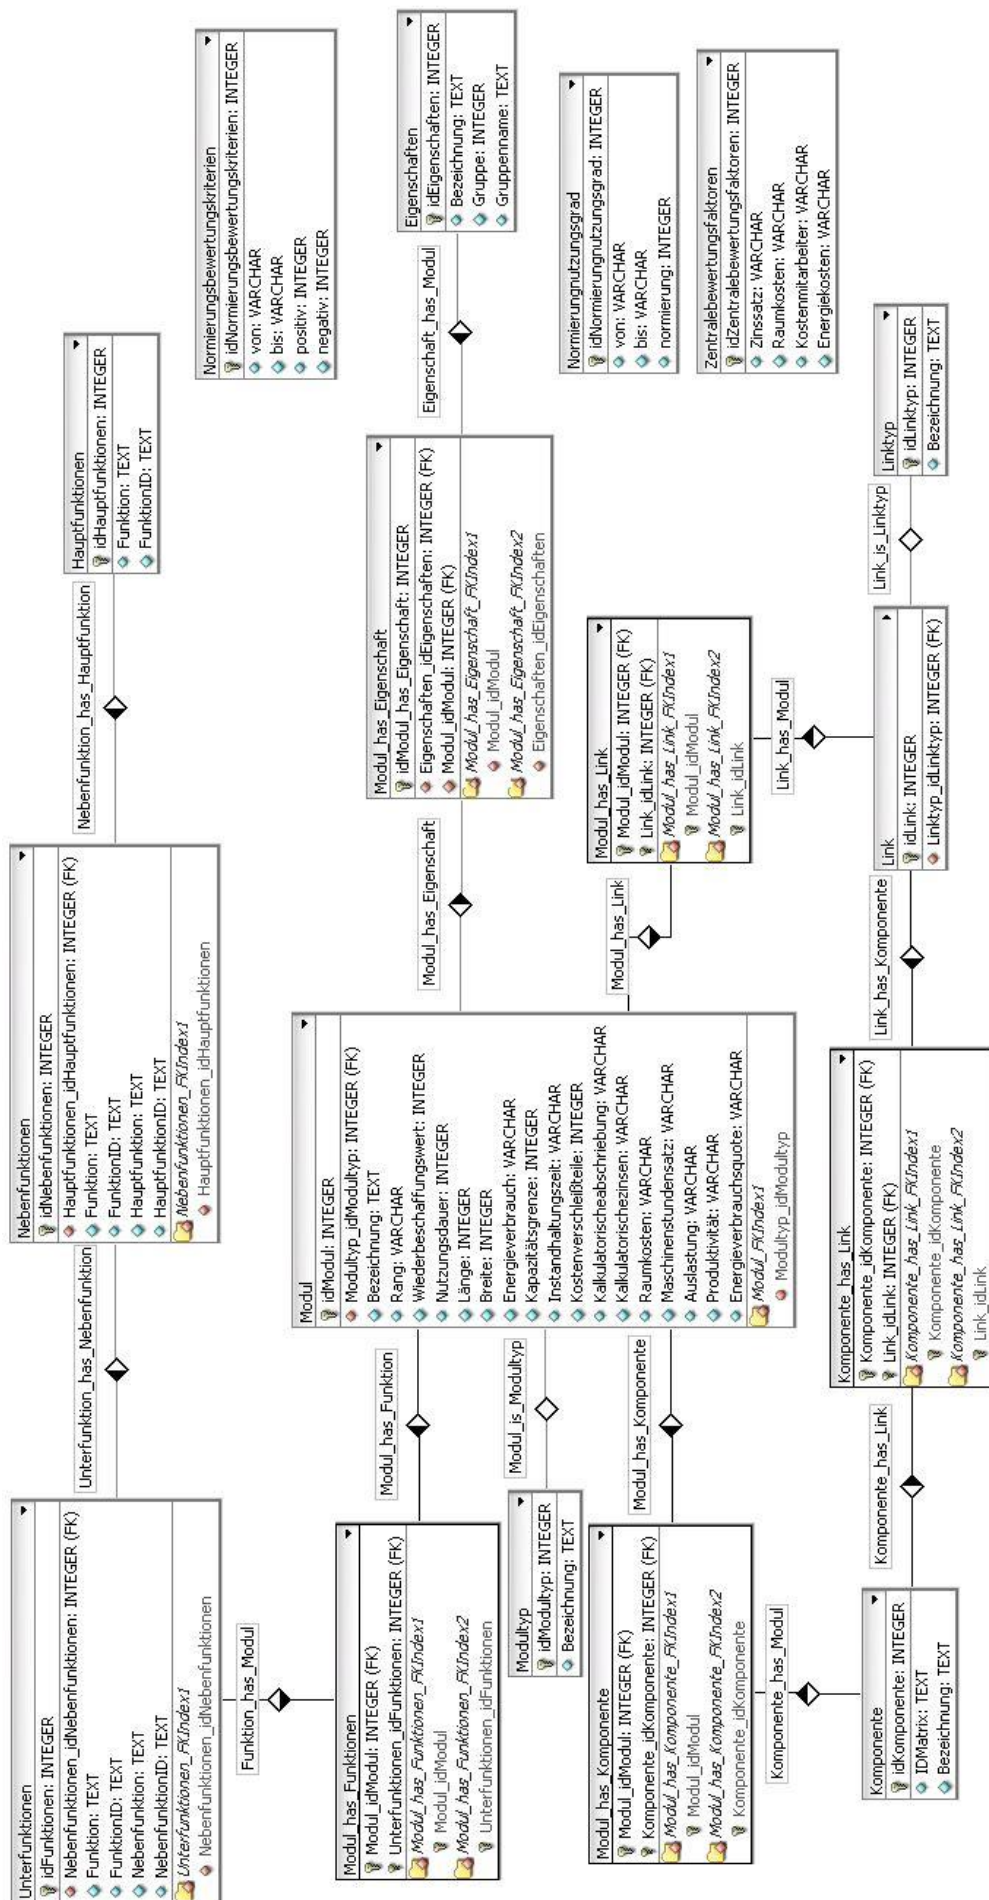 Unterfunktionen
idFunktionen: INTEGER
Nebenfunktionen_idNebenfunktionen: INTEGER (FK)
Funktion: TEXT
FunktionID: TEXT
Nebenfunktion: TEXT
NebenfunktionID: TEXT
Unterfunktionen_FKIndex1
Nebenfunktionen_idNebenfunktionen
Unterfunktion_has_Nebenfunktion
Nebenfunktionen
idNebenfunktionen: INTEGER
Hauptfunktionen_idHauptfunktionen: INTEGER (FK)
Funktion: TEXT
FunktionID: TEXT
Hauptfunktion: TEXT
HauptfunktionID: TEXT
Nebenfunktionen_FKIndex1
Hauptfunktionen_idHauptfunktionen
Nebenfunktion_has_Hauptfunktion
Hauptfunktionen
idHauptfunktionen: INTEGER
Funktion: TEXT
FunktionID: TEXT
Normierungsbewertungskriterien
idNormierungsbewertungskriterien: INTEGER
von: VARCHAR
bis: VARCHAR
positiv: INTEGER
negativ: INTEGER
Funktion_has_Modul
Modul_has_Funktionen
Modul_idModul: INTEGER (FK)
Unterfunktionen_idFunktionen: INTEGER (FK)
Modul_has_Funktionen_FKIndex1
Modul_idModul
Modul_has_Funktionen_FKIndex2
Unterfunktionen_idFunktionen
Modul_has_Funktion
Modul
idModul: INTEGER
Modultyp_idModultyp: INTEGER (FK)
Bezeichnung: TEXT
Rang: VARCHAR
Wiederbeschaffungswert: INTEGER
Nutzungsdauer: INTEGER
Länge: INTEGER
Breite: INTEGER
Energieverbrauch: VARCHAR
Kapazitätsgrenze: INTEGER
Instandhaltungszeit: VARCHAR
Kostenverschleißteile: INTEGER
Kalkulatorischeabschriebung: VARCHAR
Kalkulatorischezinsen: VARCHAR
Raumkosten: VARCHAR
Maschinenstundensatz: VARCHAR
Auslastung: VARCHAR
Produktivität: VARCHAR
Energieverbrauchsquote: VARCHAR
Modul_FKIndex1
Modultyp_idModultyp
Modul_has_Eigenschaft
Modul_has_Eigenschaft
idModul_has_Eigenschaft: INTEGER
Eigenschaften_idEigenschaften: INTEGER (FK)
Modul_idModul: INTEGER (FK)
Modul_has_Eigenschaft_FKIndex1
Modul_idModul
Modul_has_Eigenschaft_FKIndex2
Eigenschaften_idEigenschaften
Eigenschaft_has_Modul
Eigenschaften
idEigenschaften: INTEGER
Bezeichnung: TEXT
Gruppe: INTEGER
Gruppenname: TEXT
Modultyp
idModultyp: INTEGER
Bezeichnung: TEXT
Modul_is_Modultyp
Normierungnutzungsgrad
idNormierungnutzungsgrad: INTEGER
von: VARCHAR
bis: VARCHAR
normierung: INTEGER
Modul_has_Komponente
Modul_idModul: INTEGER (FK)
Komponente_idKomponente: INTEGER (FK)
Modul_has_Komponente_FKIndex1
Modul_idModul
Modul_has_Komponente_FKIndex2
Komponente_idKomponente
Modul_has_Komponente
Modul_has_Link
Modul_has_Link
Modul_idModul: INTEGER (FK)
Link_idLink: INTEGER (FK)
Modul_has_Link_FKIndex1
Modul_idModul
Modul_has_Link_FKIndex2
Link_idLink
Zentralebewertungsfaktoren
idZentralebewertungsfaktoren: INTEGER
Zinssatz: VARCHAR
Raumkosten: VARCHAR
Kostenmitarbeiter: VARCHAR
Energiekosten: VARCHAR
Komponente_has_Modul
Link_has_Modul
Komponente
idKomponente: INTEGER
IDMatrix: TEXT
Bezeichnung: TEXT
Komponente_has_Link
Komponente_has_Link
Komponente_idKomponente: INTEGER (FK)
Link_idLink: INTEGER (FK)
Komponente_has_Link_FKIndex1
Komponente_idKomponente
Komponente_has_Link_FKIndex2
Link_idLink
Link_has_Komponente
Link
idLink: INTEGER
Linktyp_idLinktyp: INTEGER (FK)
Link_is_Linktyp
Linktyp
idLinktyp: INTEGER
Bezeichnung: TEXT